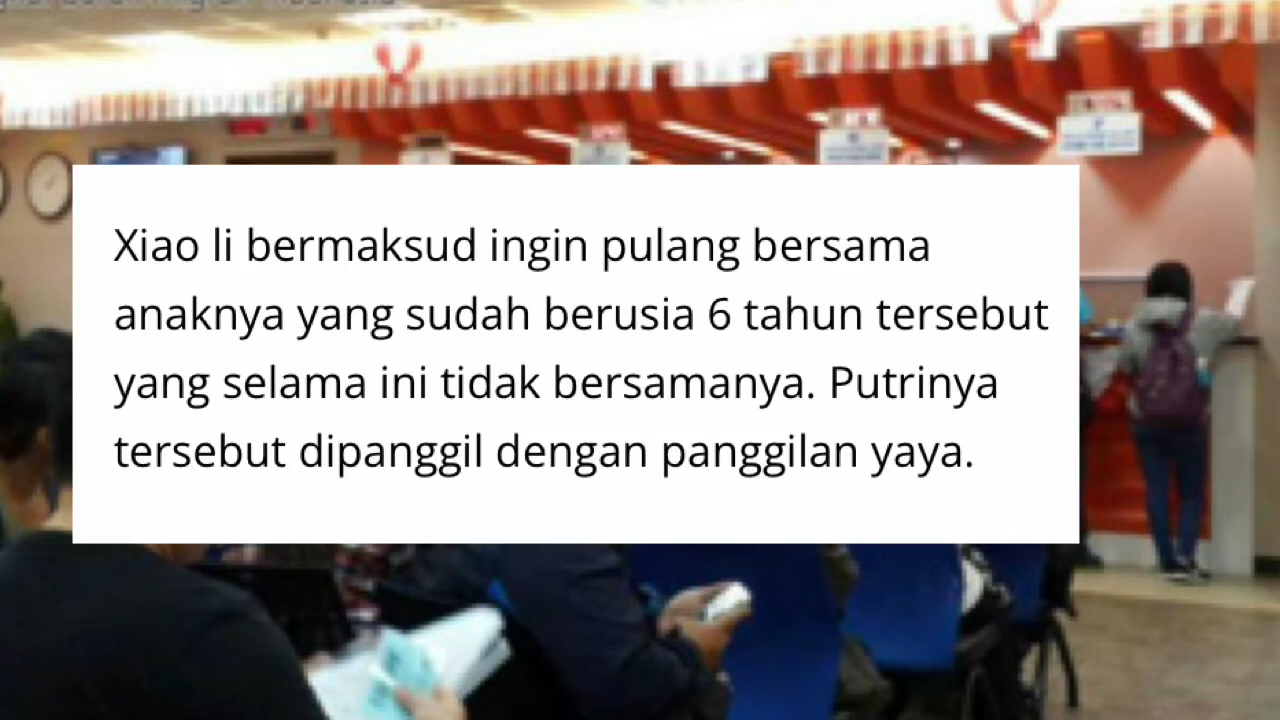 Xiao li bermaksud ingin pulang bersama
anaknya yang sudah berusia 6 tahun tersebut
yang selama ini tidak bersamanya. Putrinya
tersebut dipanggil dengan panggilan yaya.